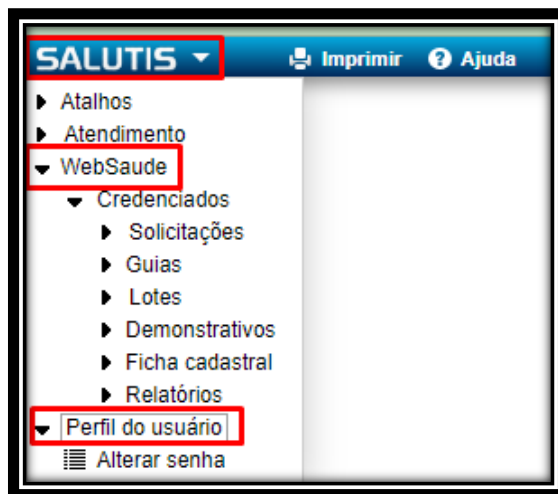 SALUTIS Imprimir Ajuda
Atalhos
Atendimento
WebSaude
Credenciados
Solicitações
Guias
Lotes
Demonstrativos
Ficha cadastral
Relatórios
Perfil do usuário
Alterar senha